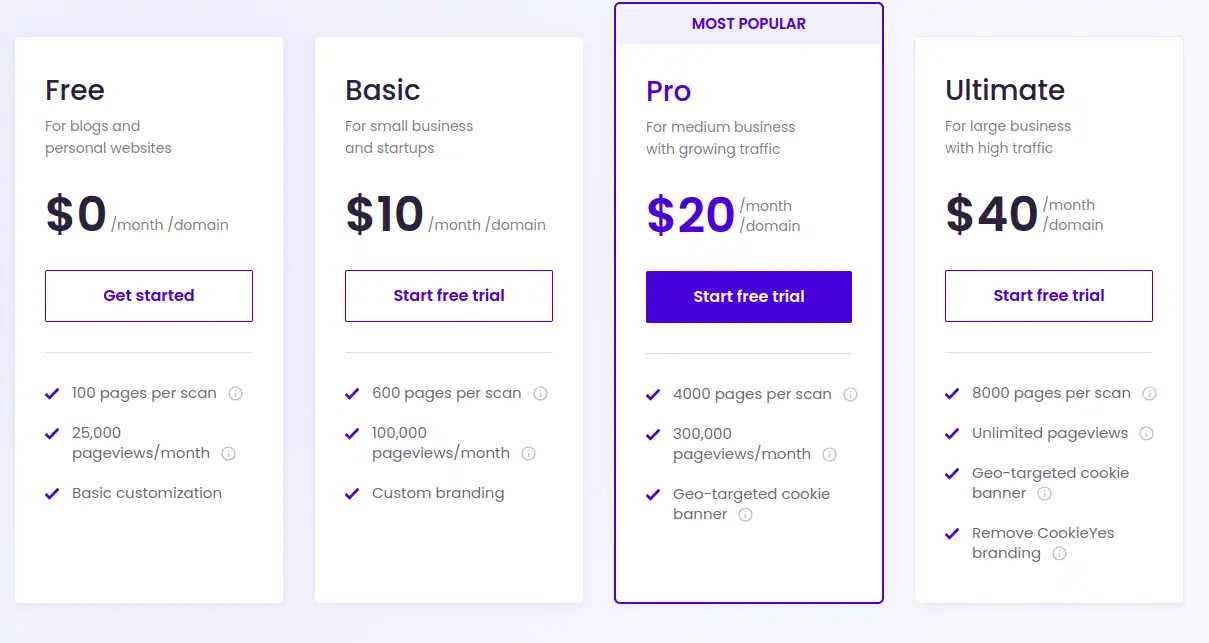 Free
For blogs and
personal websites
$0 /month /domain
Get started
100 pages per scan
25,000
pageviews/month
Basic customization
Basic
For small business
and startups
$10 /month /domain
Start free trial
600 pages per scan
100,000
pageviews/month
Custom branding
MOST POPULAR
Pro
For medium business
with growing traffic
$20 /month
/domain
Start free trial
4000 pages per scan
300,000
pageviews/month
Geo-targeted cookie
banner
Ultimate
For large business
with high traffic
$40 /month
/domain
Start free trial
8000 pages per scan
Unlimited pageviews
Geo-targeted cookie
banner
Remove CookieYes
branding